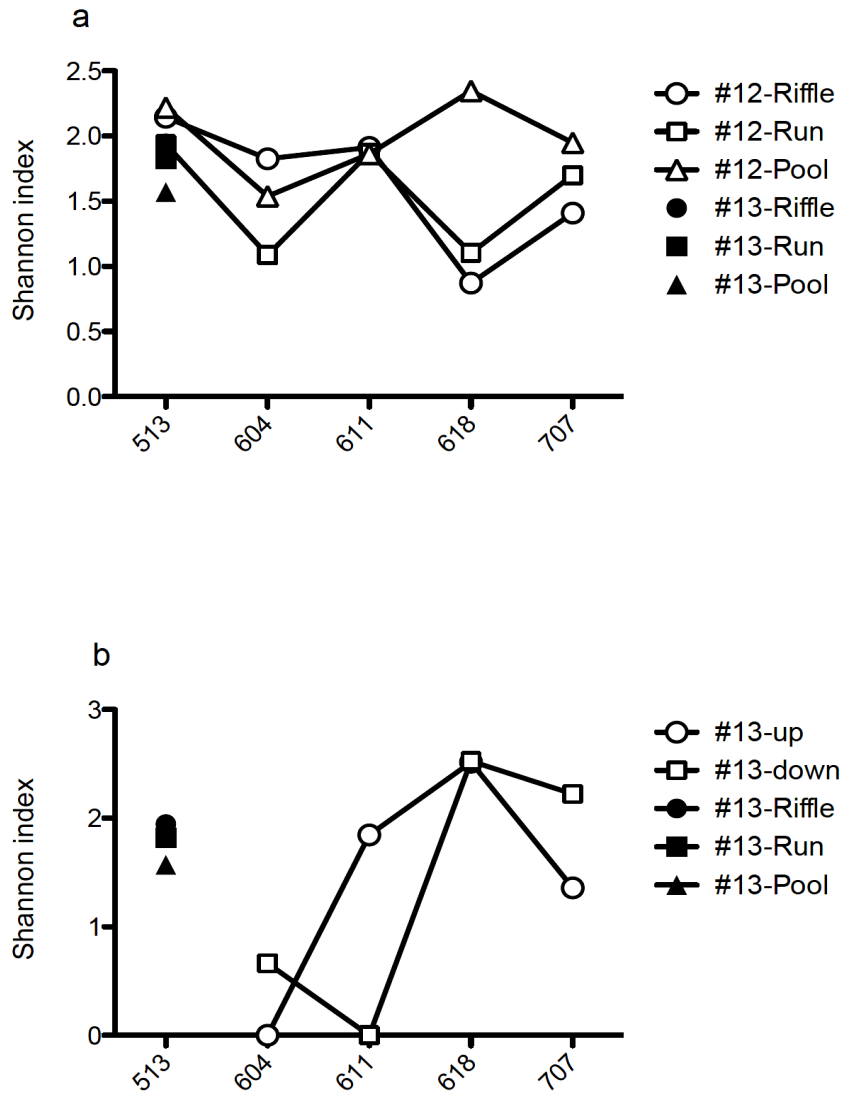 a
Shannon index
2.5
2.0
1.5
1.0
0.5
0.0
513
604
611
618
707
#12-Riffle
#12-Run
#12-Pool
#13-Riffle
#13-Run
#13-Pool
b
Shannon index
3
2
1
0
513
604
611
618
707
#13-up
#13-down
#13-Riffle
#13-Run
#13-Pool